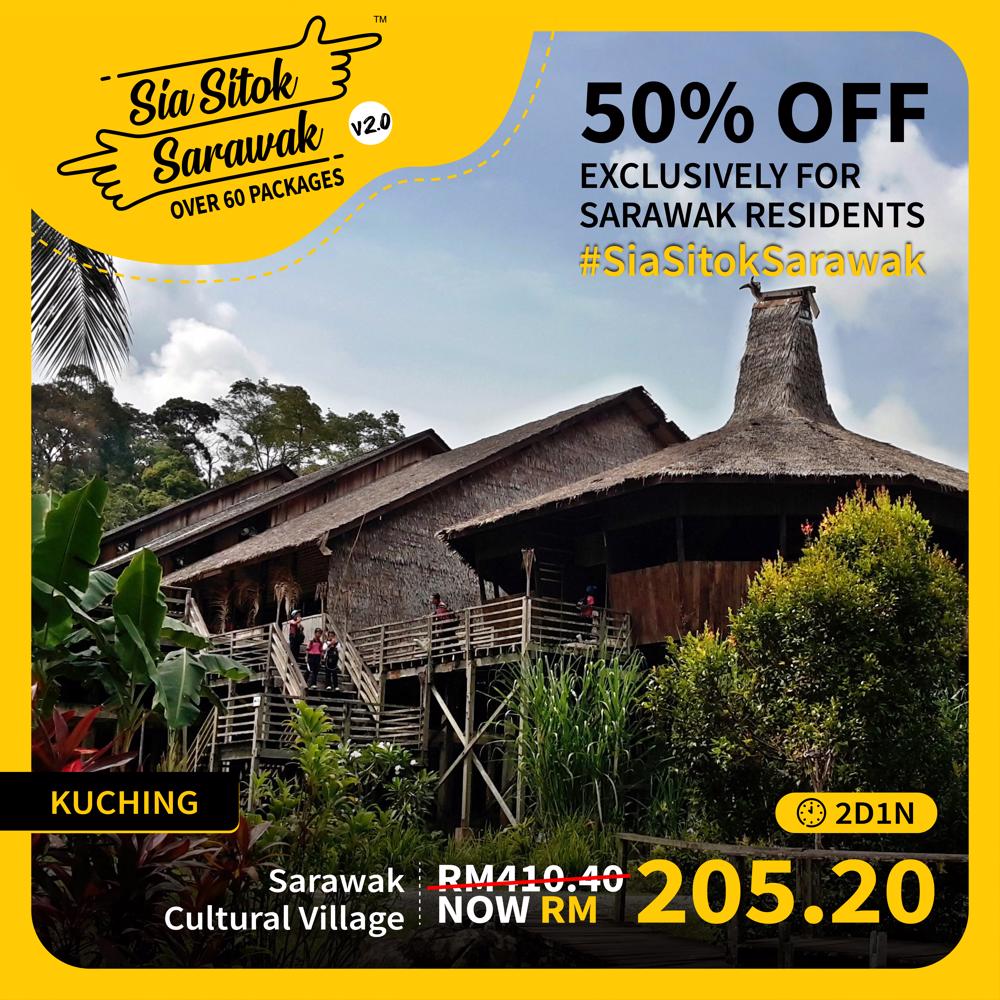 Sia Sitok
Sarawak
TM
v2.0
OVER 60 PACKAGES
50% OFF
EXCLUSIVELY FOR
SARAWAK RESIDENTS
#SiaSitokSarawak
KUCHING
2D1N
Sarawak
Cultural Village
RM410.40
NOW RM 205.20